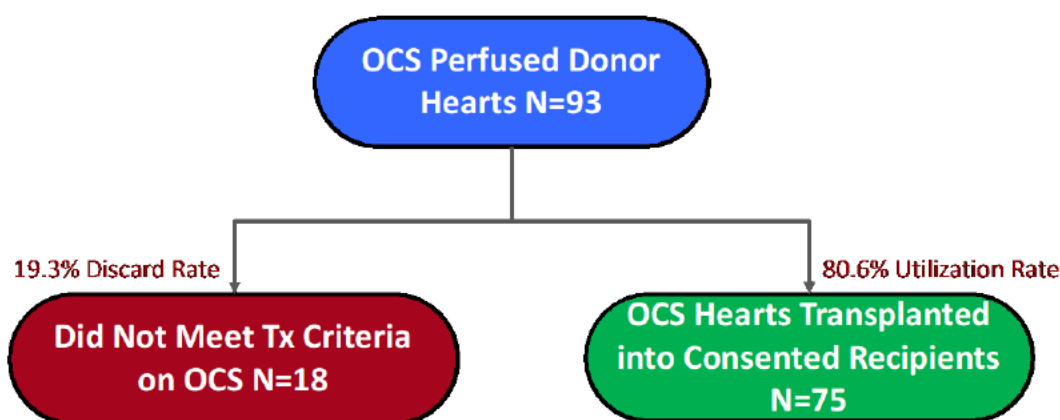 OCS Perfused Donor
Hearts N=93
19.3% Discard Rate
80.6% Utilization Rate
Did Not Meet Tx Criteria
on OCS N=18
OCS Hearts Transplanted
into Consented Recipients
N=75